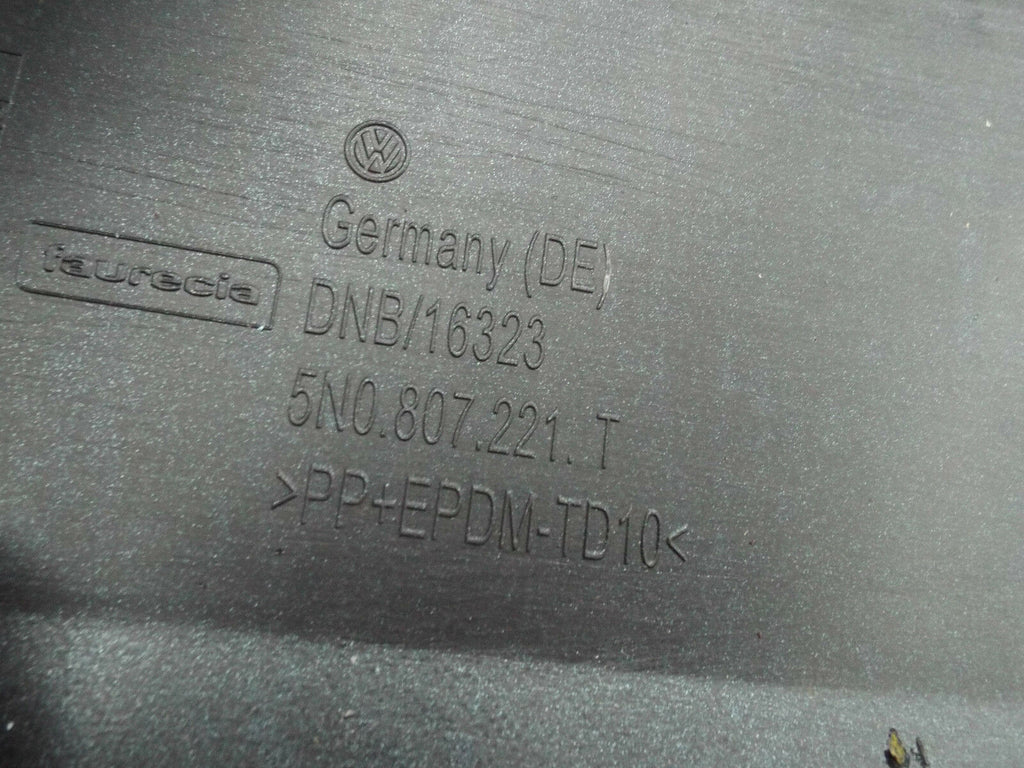 Germany (DE)
faurecia
DNB/16323
5N0.807.221. T
>PP+EPDM-TD10<